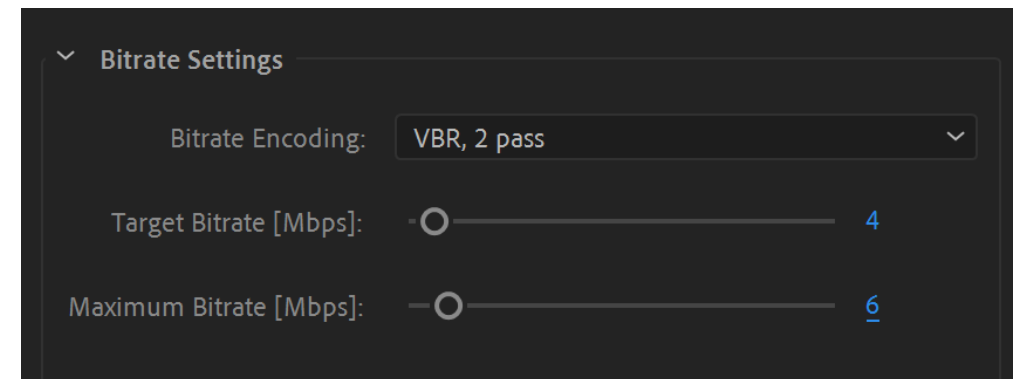 Bitrate Settings
Bitrate Encoding: VBR, 2 pass
Target Bitrate [Mbps]: 4
Maximum Bitrate [Mbps]: 6